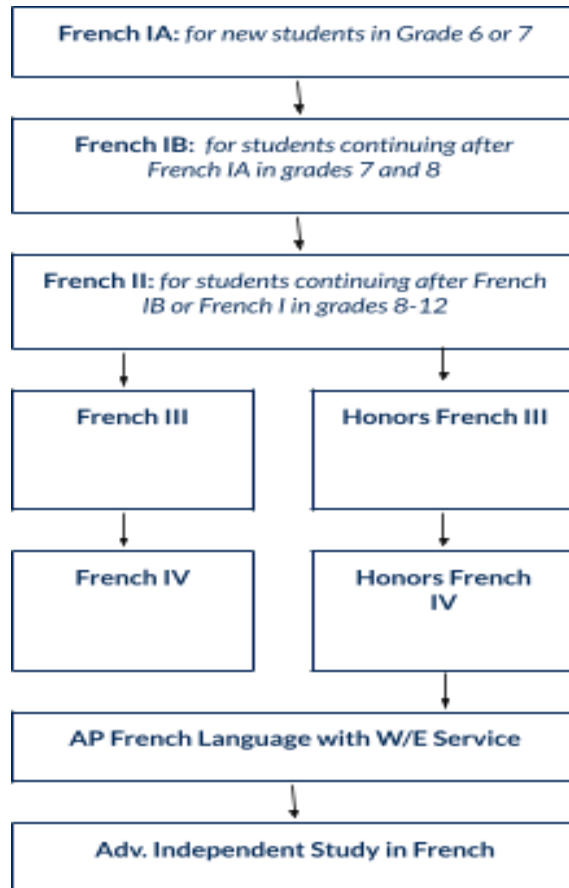 French IA: for new students in Grade 6 or 7
French IB: for students continuing after
French IA in grades 7 and 8
French II: for students continuing after French
IB or French I in grades 8-12
French III
Honors French III
French IV
Honors French
IV
AP French Language with W/E Service
Adv. Independent Study in French